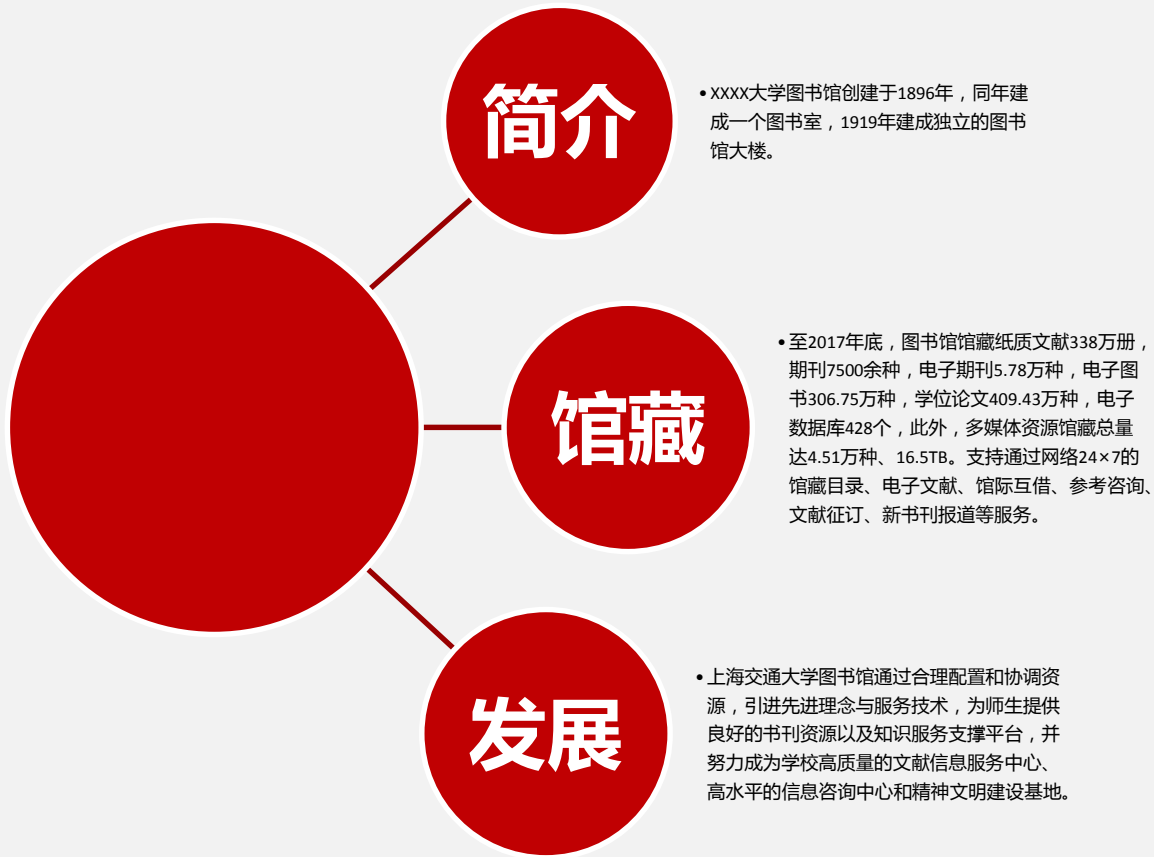 简介
•XXXX大学图书馆创建于1896年，同年建
成一个图书室，1919年建成独立的图书
馆大楼。
馆藏
•至2017年底，图书馆馆藏纸质文献338万册，
期刊7500余种，电子期刊5.78万种，电子图
书306.75万种，学位论文409.43万种，电子
数据库428个，此外，多媒体资源馆藏总量
达4.51万种、16.5TB。支持通过网络24×7的
馆藏目录、电子文献、馆际互借、参考咨询、
文献征订、新书刊报道等服务。
发展
•上海交通大学图书馆通过合理配置和协调资
源，引进先进理念与服务技术，为师生提供
良好的书刊资源以及知识服务支撑平台，并
努力成为学校高质量的文献信息服务中心、
高水平的信息咨询中心和精神文明建设基地。